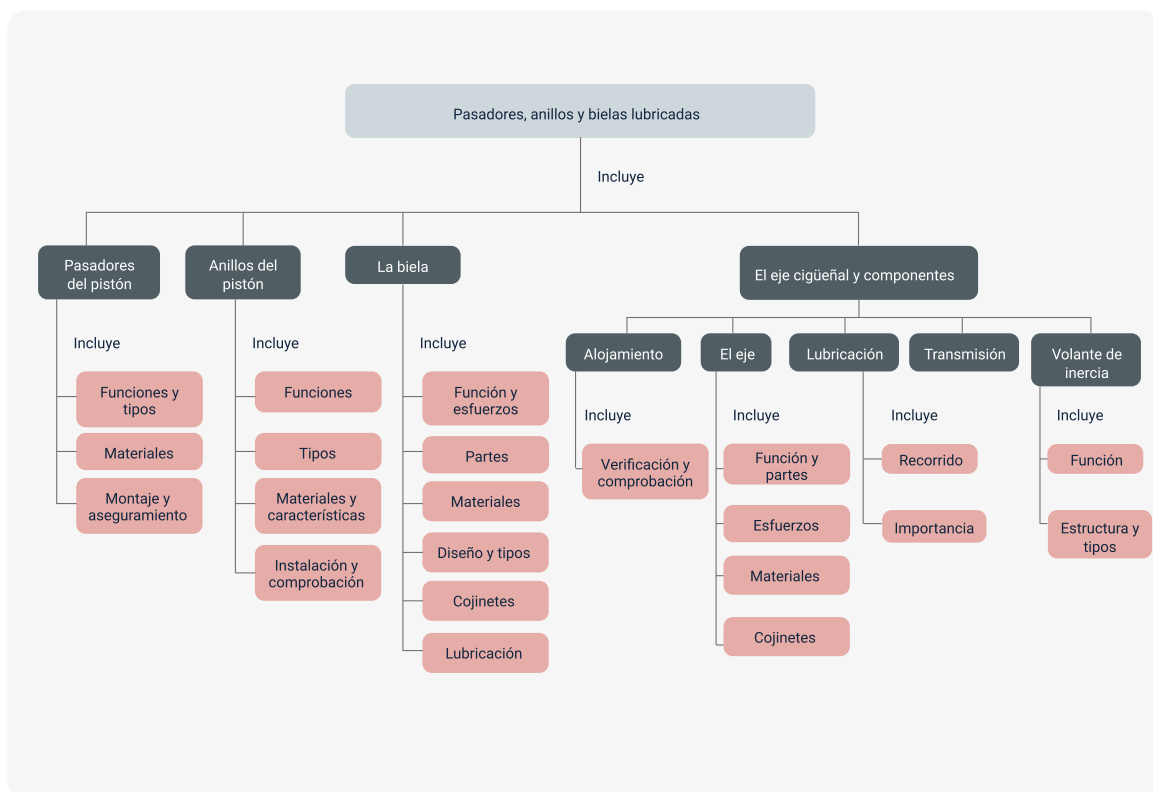 Pasadores, anillos y bielas lubricadas
Incluye
Pasadores
del pistón
Incluye
Funciones y
tipos
Materiales
Montaje y
aseguramiento
Anillos del
pistón
Incluye
Funciones
Tipos
Materiales y
características
Instalación y
comprobación
La biela
Incluye
Función y
esfuerzos
Partes
Materiales
Diseño y tipos
Cojinetes
Lubricación
El eje cigüeñal y componentes
Alojamiento
Incluye
Verificación y
comprobación
El eje
Incluye
Función y
partes
Esfuerzos
Materiales
Cojinetes
Lubricación
Incluye
Recorrido
Importancia
Transmisión
Volante de
inercia
Incluye
Función
Estructura y
tipos